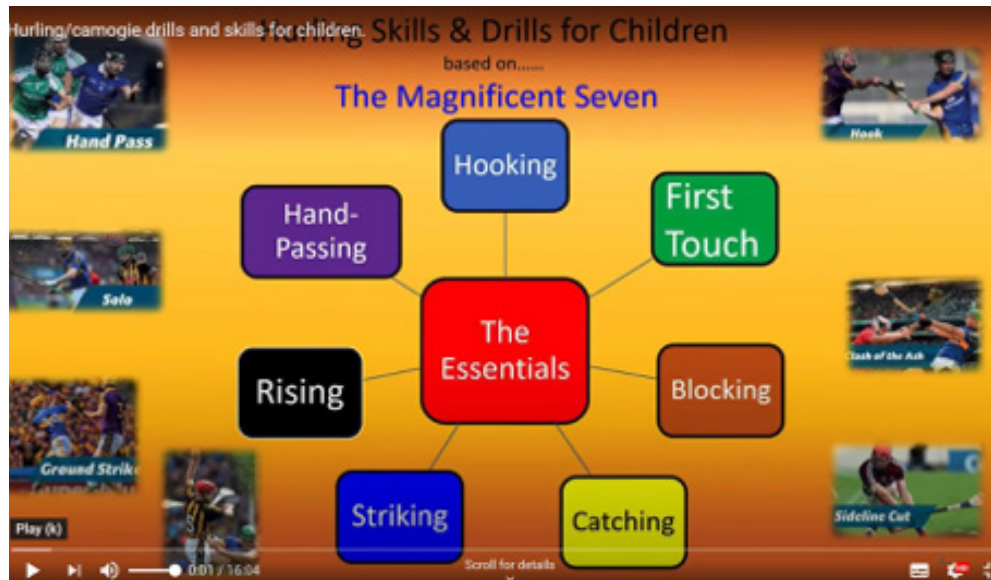 Hurling/camogie drills and skills for children.
Hurling Skills & Drills for Children
based on......
The Magnificent Seven
Hand Pass
Hook
Hooking
Hand-
Passing
First
Touch
Solo
The
Essentials
Clash of the Ash
Rising
Blocking
Ground Strike
Striking
Catching
Sideline Cut
Play (k)
0:01 / 16:04
Scroll for details